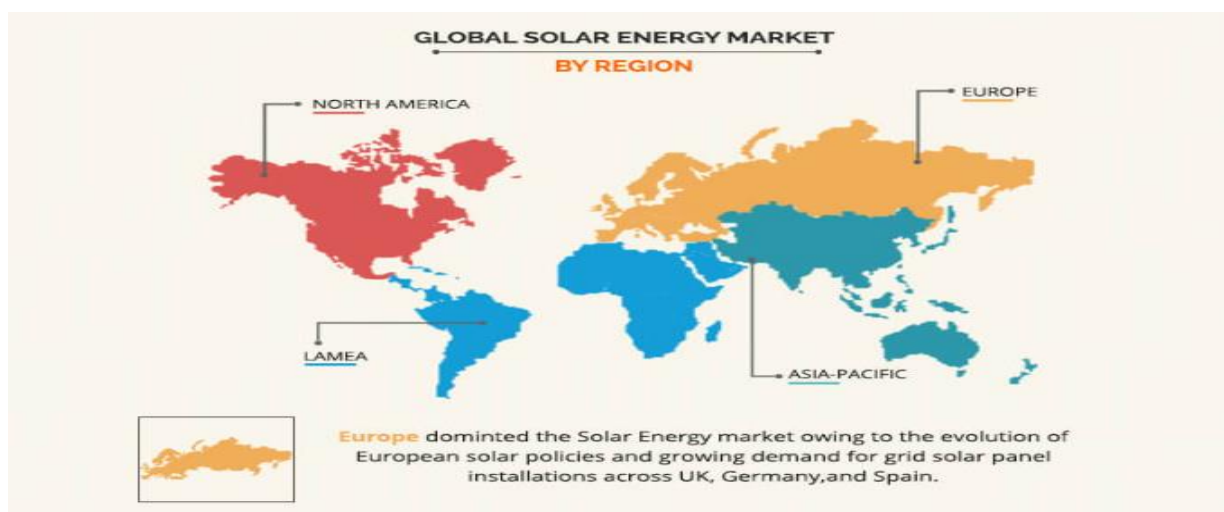 GLOBAL SOLAR ENERGY MARKET
BY REGION
NORTH AMERICA
EUROPE
LAMEA
ASIA-PACIFIC
Europe dominted the Solar Energy market owing to the evolution of
European solar policies and growing demand for grid solar panel
installations across UK, Germany,and Spain.